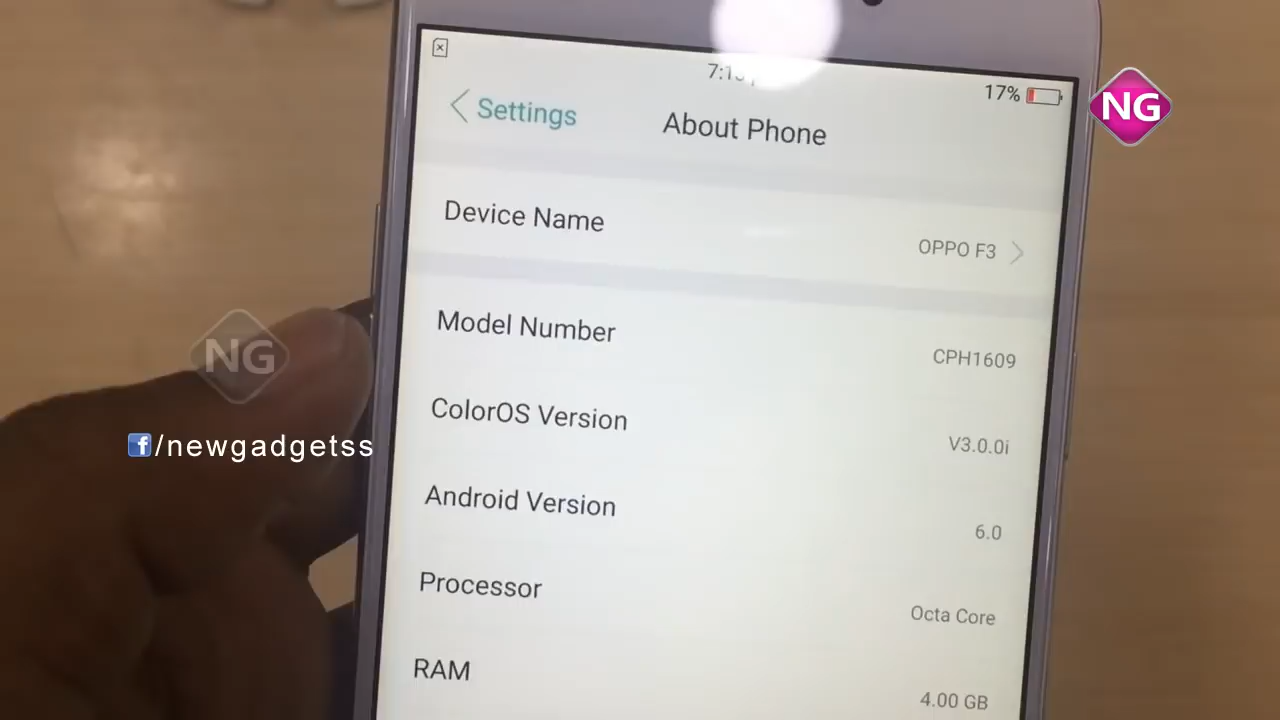 17%
Settings
About Phone
NG
Device Name
OPPO F3
Model Number
CPH1609
NG
ColorOS Version
V3.0.0i
f/newgadgetss
Android Version
6.0
Processor
Octa Core
RAM
4.00 GB